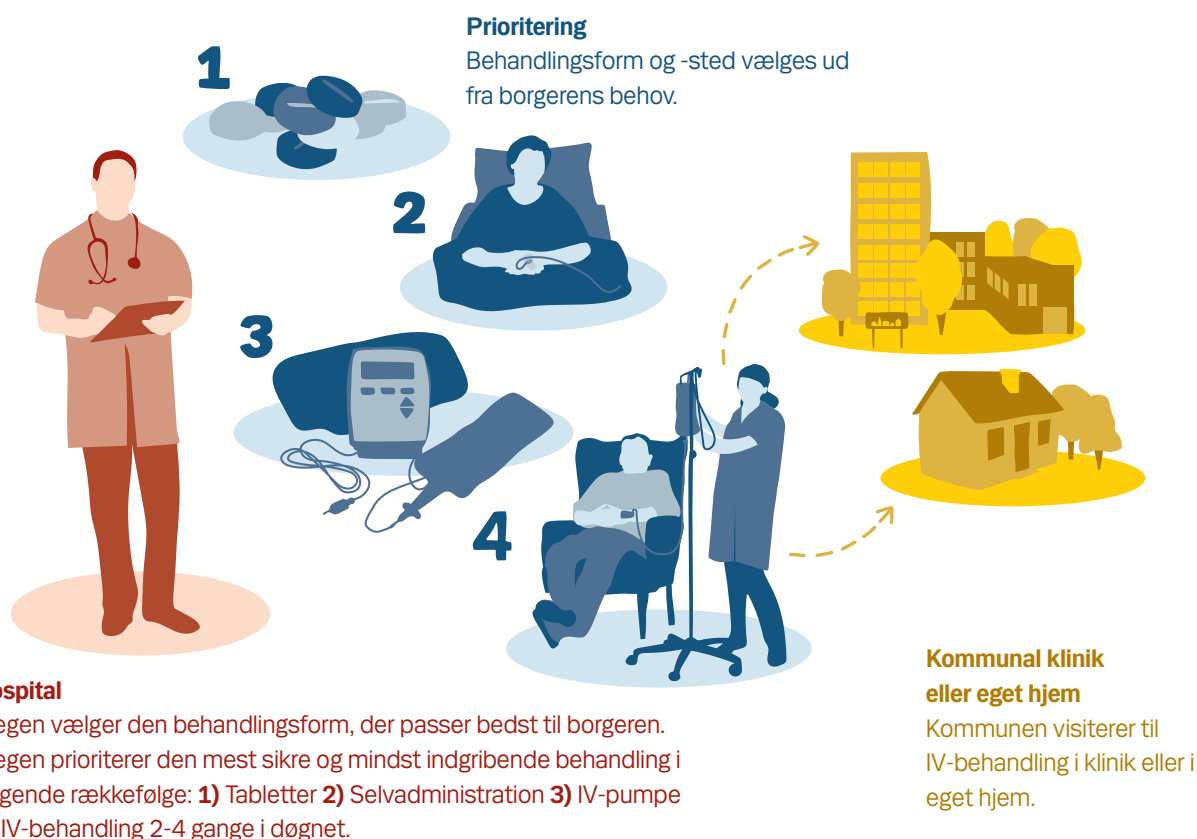 Prioritering
Behandlingsform og -sted vælges ud
fra borgerens behov.
1
2
3
4
ospital
egen vælger den behandlingsform, der passer bedst til borgeren.
egen prioriterer den mest sikre og mindst indgribende behandling i
gende rækkefølge: 1) Tabletter 2) Selvadministration 3) IV-pumpe
IV-behandling 2-4 gange i døgnet.
Kommunal klinik
eller eget hjem
Kommunen visiterer til
IV-behandling i klinik eller i
eget hjem.